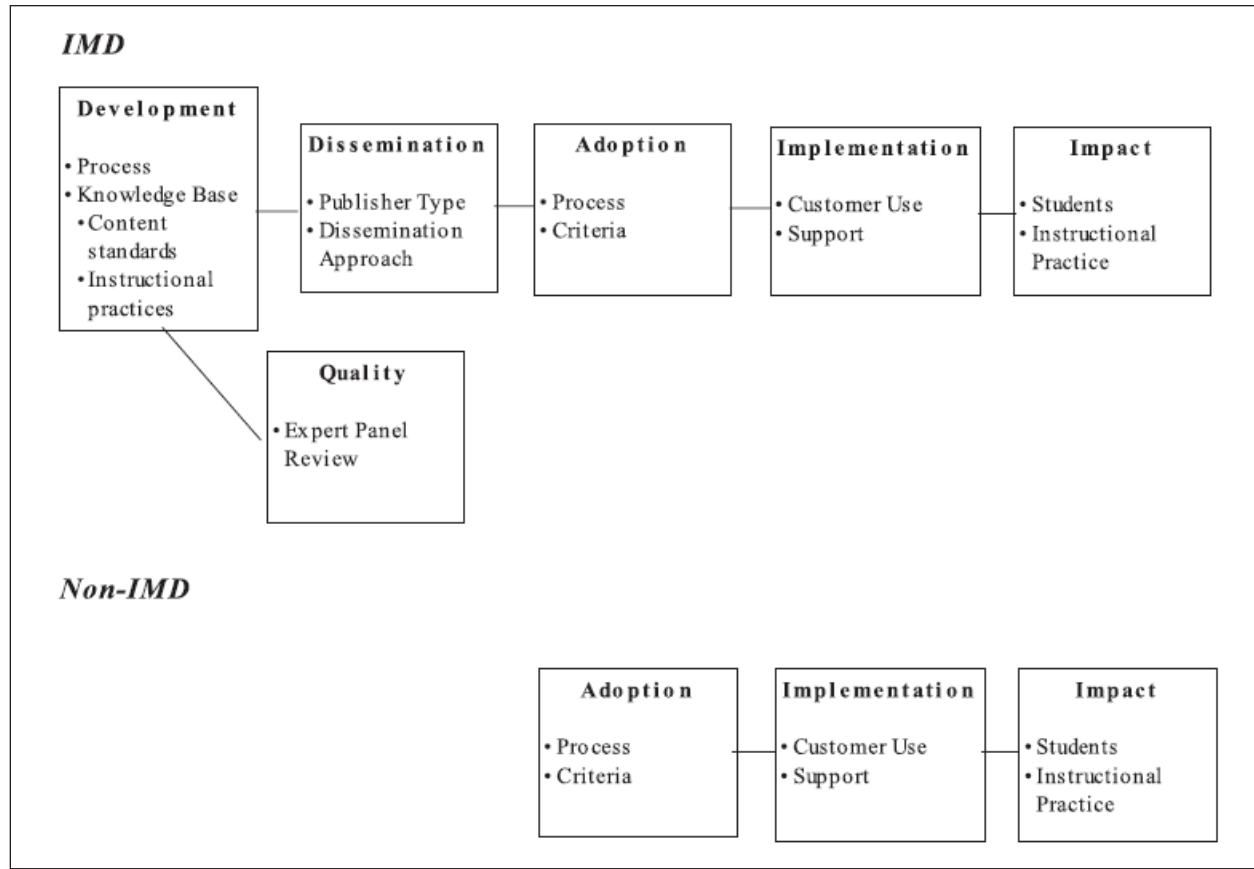 IMD
Development
• Process
• Knowledge Base
• Content
standards
• Instructional
practices
Dissemination
• Publisher Type
• Dissemination
Approach
Adoption
• Process
• Criteria
Implementation
• Customer Use
• Support
Impact
• Students
• Instructional
Practice
Quality
• Expert Panel
Review
Non-IMD
Adoption
• Process
• Criteria
Implementation
• Customer Use
• Support
Impact
• Students
• Instructional
Practice